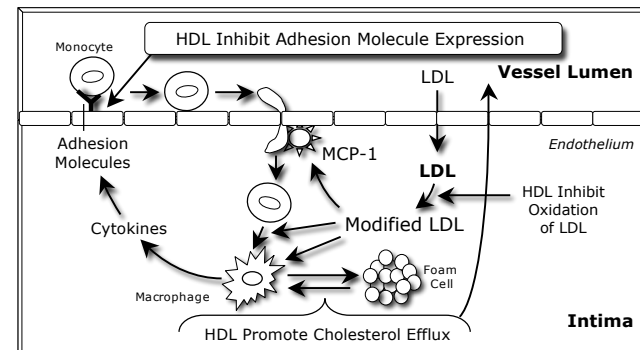 HDL Inhibit Adhesion Molecule Expression
Monocyte
LDL
Vessel Lumen
Adhesion
Molecules
MCP-1
Endothelium
LDL
HDL Inhibit
Oxidation
of LDL
Cytokines
Modified LDL
Macrophage
Foam
Cell
HDL Promote Cholesterol Efflux
Intima